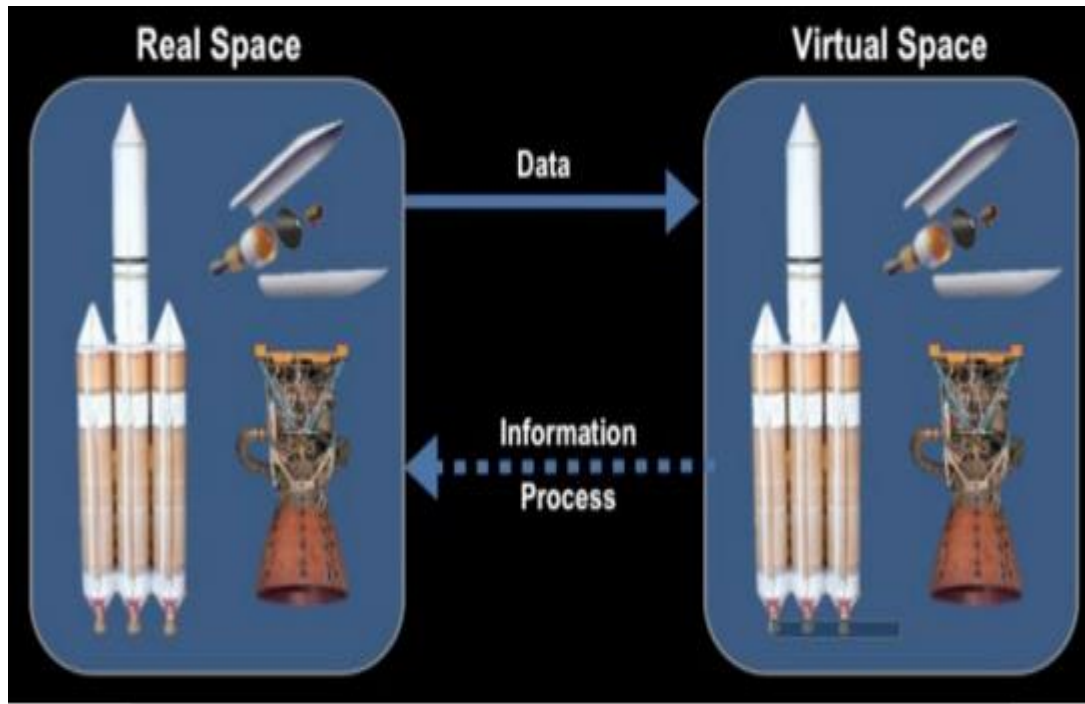 Real Space
Virtual Space
Data
Information
Process